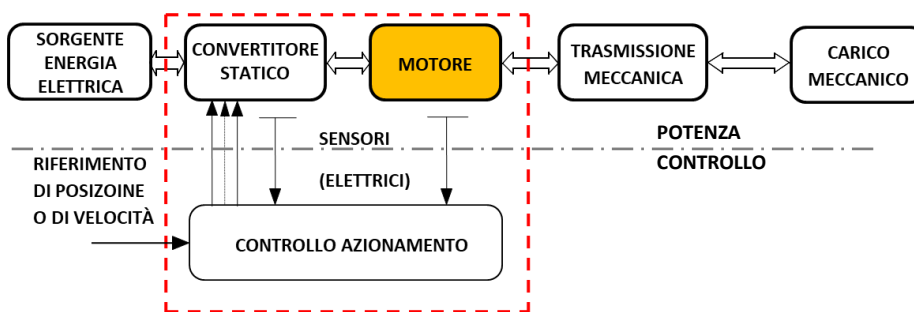 SORGENTE
ENERGIA
ELETTRICA
CONVERTITORE
STATICO
MOTORE
TRASMISSIONE
MECCANICA
CARICO
MECCANICO
SENSORI
(ELETTRICI)
POTENZA
CONTROLLO
RIFERIMENTO
DI POSIZOINE
O DI VELOCITÀ
CONTROLLO AZIONAMENTO